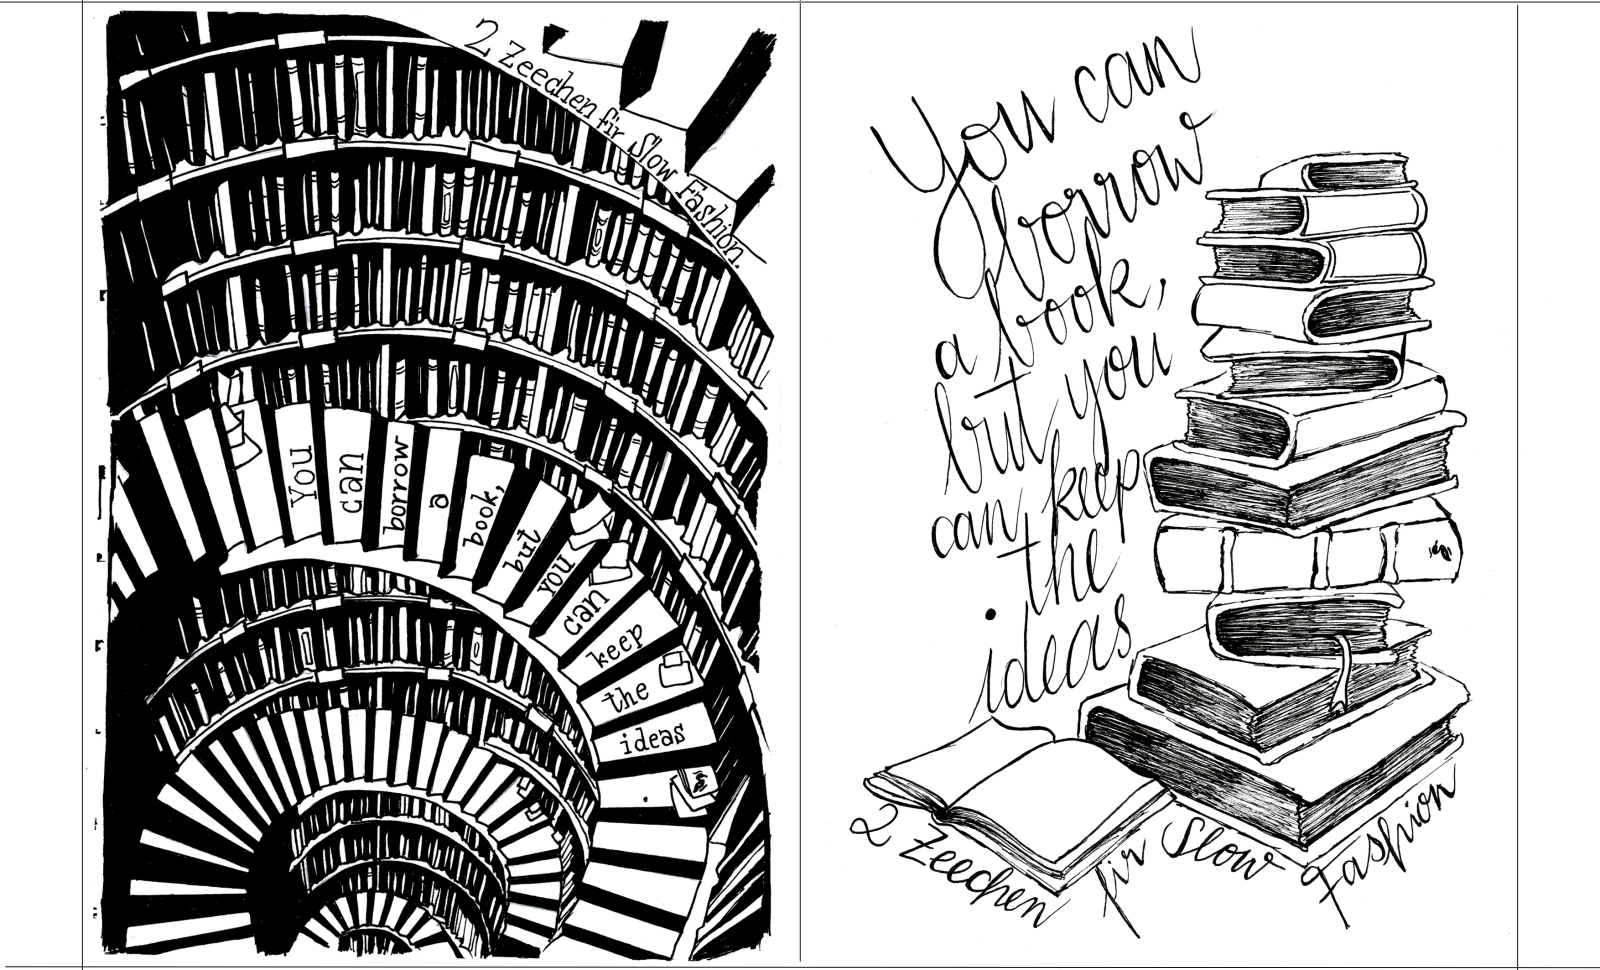 2 Zeechen fir Slow Fashion.
You
can
borrow
a
book,
but
you
can
keep
the
ideas
.
You can
borrow
a book,
but you
can keep
the
ideas
2 Zeechen fir Slow Fashion